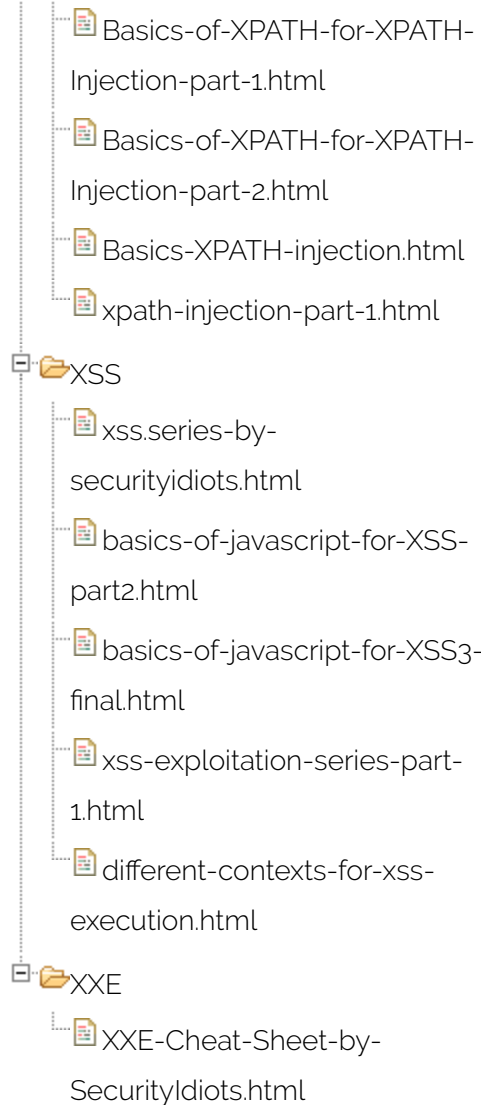 Basics-of-XPATH-for-XPATH-
Injection-part-1.html
Basics-of-XPATH-for-XPATH-
Injection-part-2.html
Basics-XPATH-injection.html
xpath-injection-part-1.html
XSS
xss.series-by-
securityidiots.html
basics-of-javascript-for-XSS-
part2.html
basics-of-javascript-for-XSS3-
final.html
xss-exploitation-series-part-
1.html
different-contexts-for-xss-
execution.html
XXE
XXE-Cheat-Sheet-by-
SecurityIdiots.html